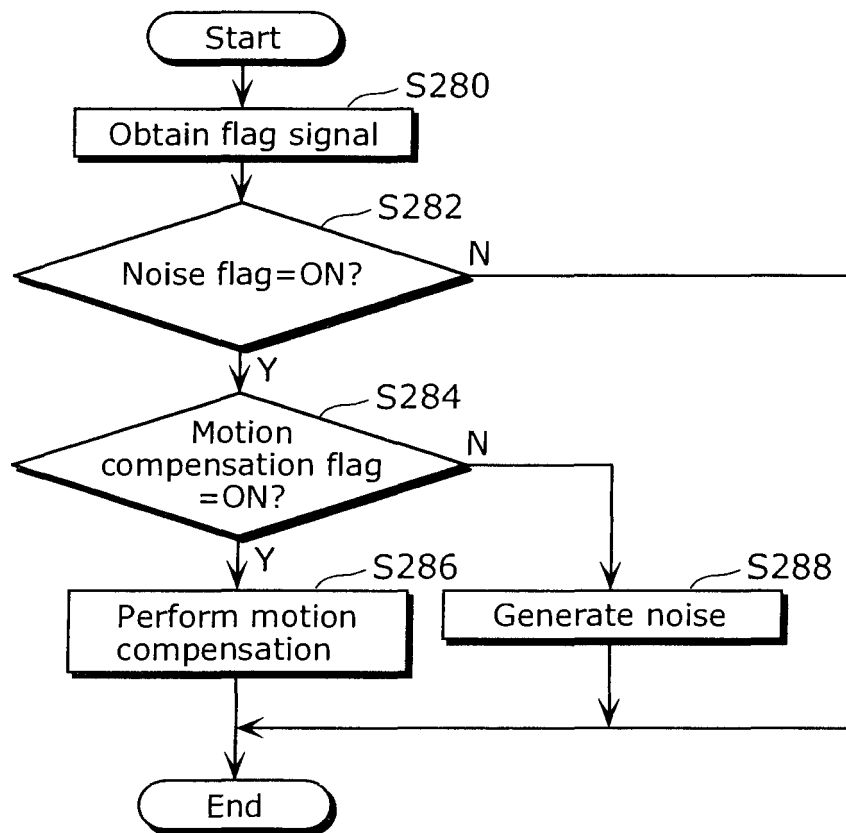 Start
S280
Obtain flag signal
S282
Noise flag=ON?
N
Y
S284
Motion
compensation flag
=ON?
N
Y
S286
Perform motion
compensation
S288
Generate noise
End